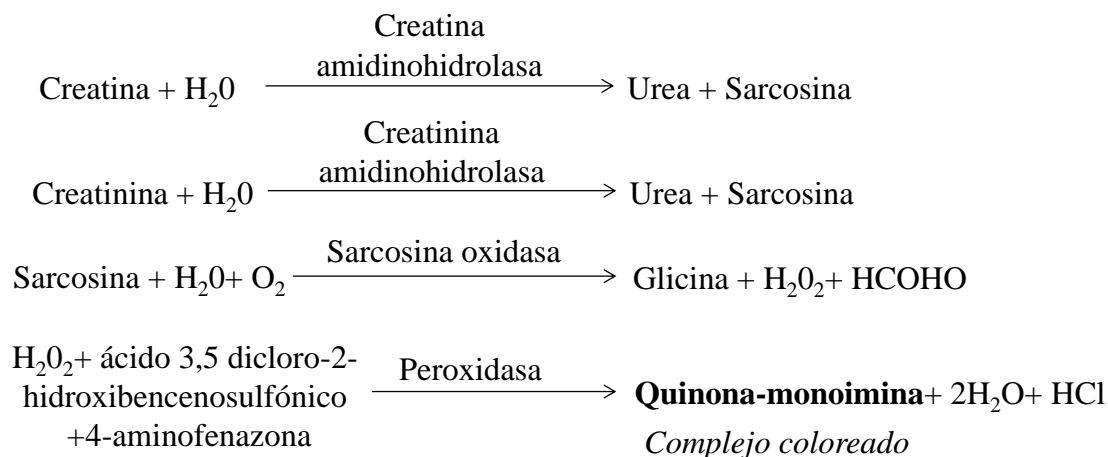 Creatina
amidinohidrolasa
Creatina + H₂0 → Urea + Sarcosina
Creatinina
amidinohidrolasa
Creatinina + H₂0 → Urea + Sarcosina
Sarcosina oxidasa
Sarcosina + H₂0+ O₂ → Glicina + H₂0₂+ HCOHO
H₂0₂+ ácido 3,5 dicloro-2-
hidroxibencenosulfónico
+4-aminofenazona
Peroxidasa
→ Quinona-monoimina+ 2H₂O+ HCl
Complejo coloreado